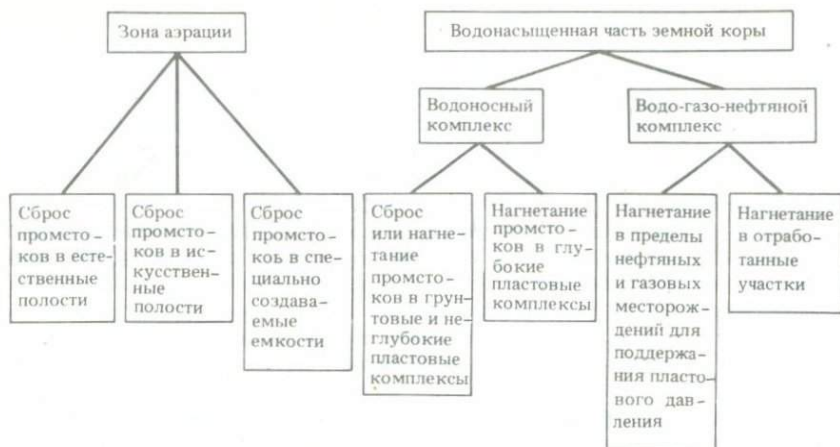 Зона аэрации
Водонасыщенная часть земной коры
Водоносный
комплекс
Водо-газо-нефтяной
комплекс
Сброс
промсто-
ков в есте-
ственные
полости
Сброс
промсто-
ков в ис-
кусствен-
ные
полости
Сброс
промсто-
ков в спе-
циально
создава-
емые
емкости
Сброс
или нагне-
тание
промсто-
ков в грун-
товые и не-
глубокие
пластовые
комплексы
Нагнетание
промсто-
ков в глу-
бокие
пластовые
комплексы
Нагнетание
в пределы
нефтяных
и газовых
месторож-
дений для
поддержа-
ния пласто-
вого дав-
ления
Нагнетание
в отрабо-
танные
участки